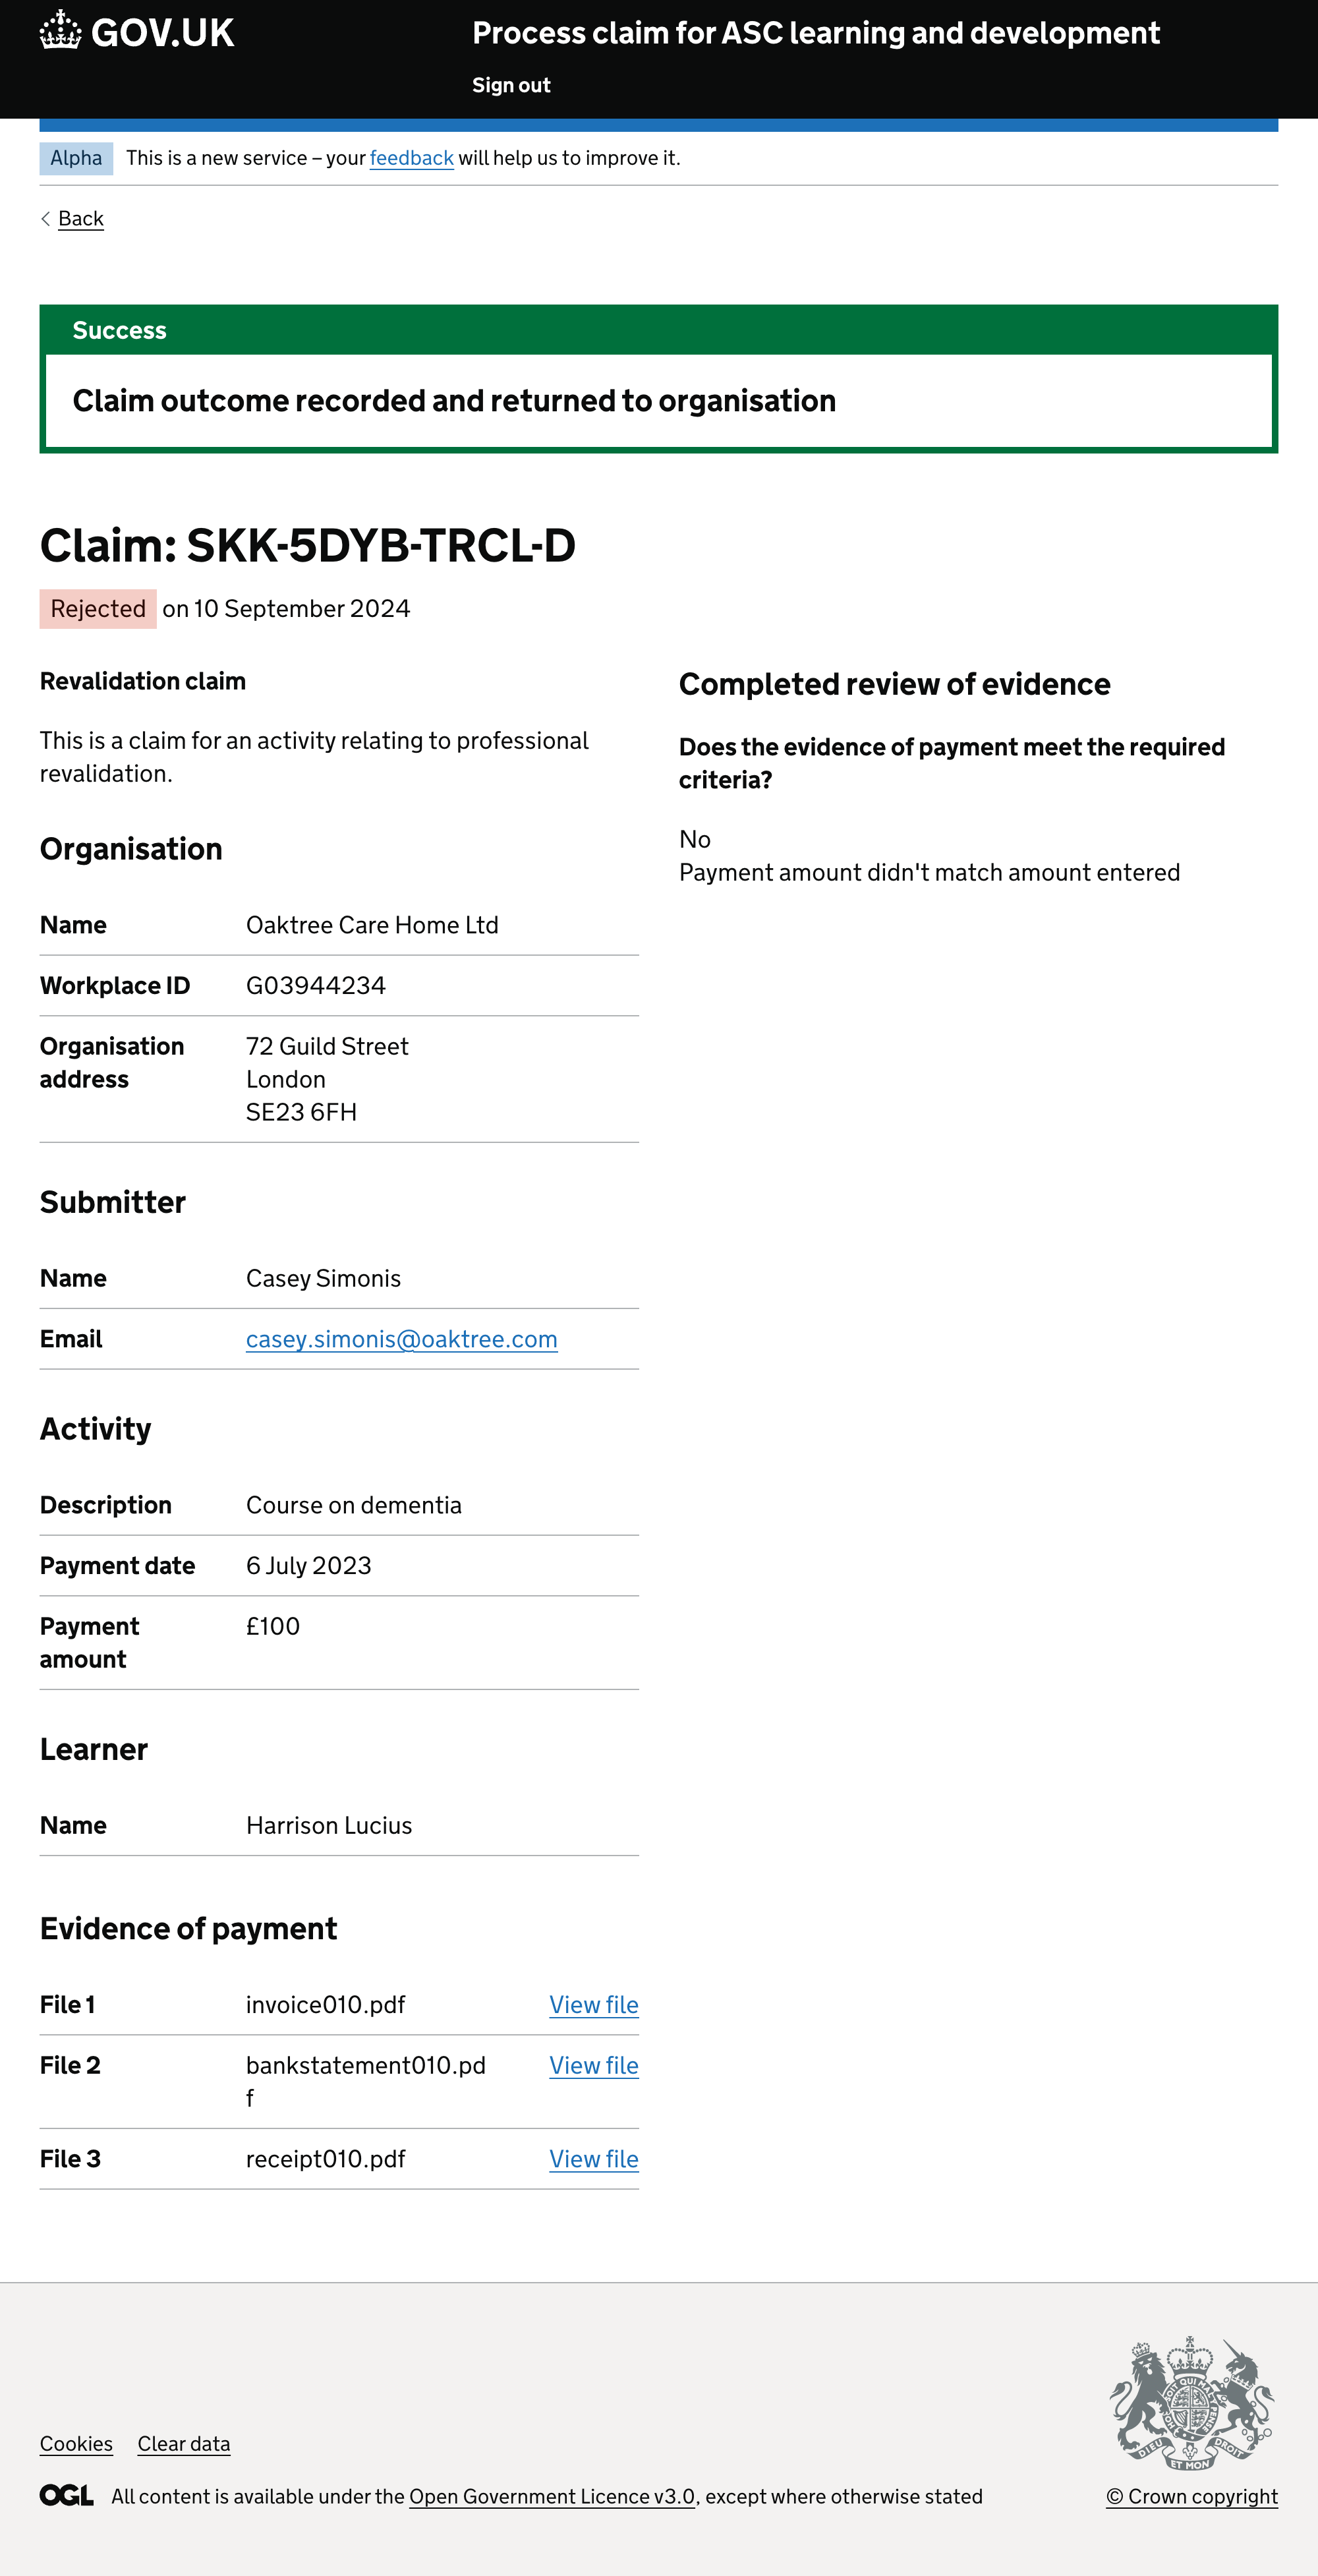 GOV.UK
Process claim for ASC learning and development
Sign out
Alpha
This is a new service – your feedback will help us to improve it.
Back
Success
Claim outcome recorded and returned to organisation
Claim: SKK-5DYB-TRCL-D
Rejected on 10 September 2024
Revalidation claim
This is a claim for an activity relating to professional
revalidation.
Organisation
Name Oaktree Care Home Ltd
Workplace ID G03944234
Organisation
address
72 Guild Street
London
SE23 6FH
Submitter
Name Casey Simonis
Email casey.simonis@oaktree.com
Activity
Description Course on dementia
Payment date 6 July 2023
Payment
amount
£100
Learner
Name Harrison Lucius
Evidence of payment
File 1 invoice010.pdf View file
File 2 bankstatement010.pd View file
f
File 3 receipt010.pdf View file
Completed review of evidence
Does the evidence of payment meet the required
criteria?
No
Payment amount didn't match amount entered
Cookies Clear data
OGL All content is available under the Open Government Licence v3.0, except where otherwise stated
DIEU ET MON DROIT
© Crown copyright